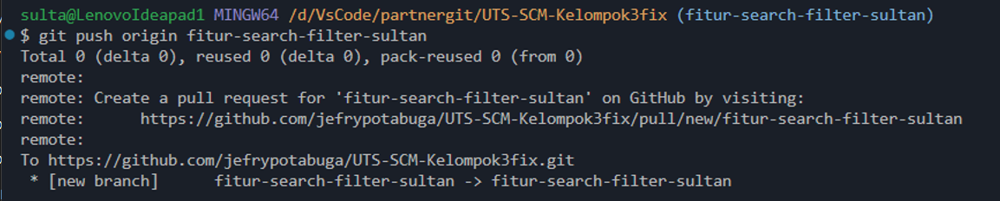 sulta@LenovoIdeapad1 MINGW64 /d/VsCode/partnergit/UTS-SCM-Kelompok3fix (fitur-search-filter-sultan)
$ git push origin fitur-search-filter-sultan
Total 0 (delta 0), reused 0 (delta 0), pack-reused 0 (from 0)
remote:
remote: Create a pull request for 'fitur-search-filter-sultan' on GitHub by visiting:
remote:      https://github.com/jefrypotabuga/UTS-SCM-Kelompok3fix/pull/new/fitur-search-filter-sultan
remote:
To https://github.com/jefrypotabuga/UTS-SCM-Kelompok3fix.git
 * [new branch]      fitur-search-filter-sultan -> fitur-search-filter-sultan